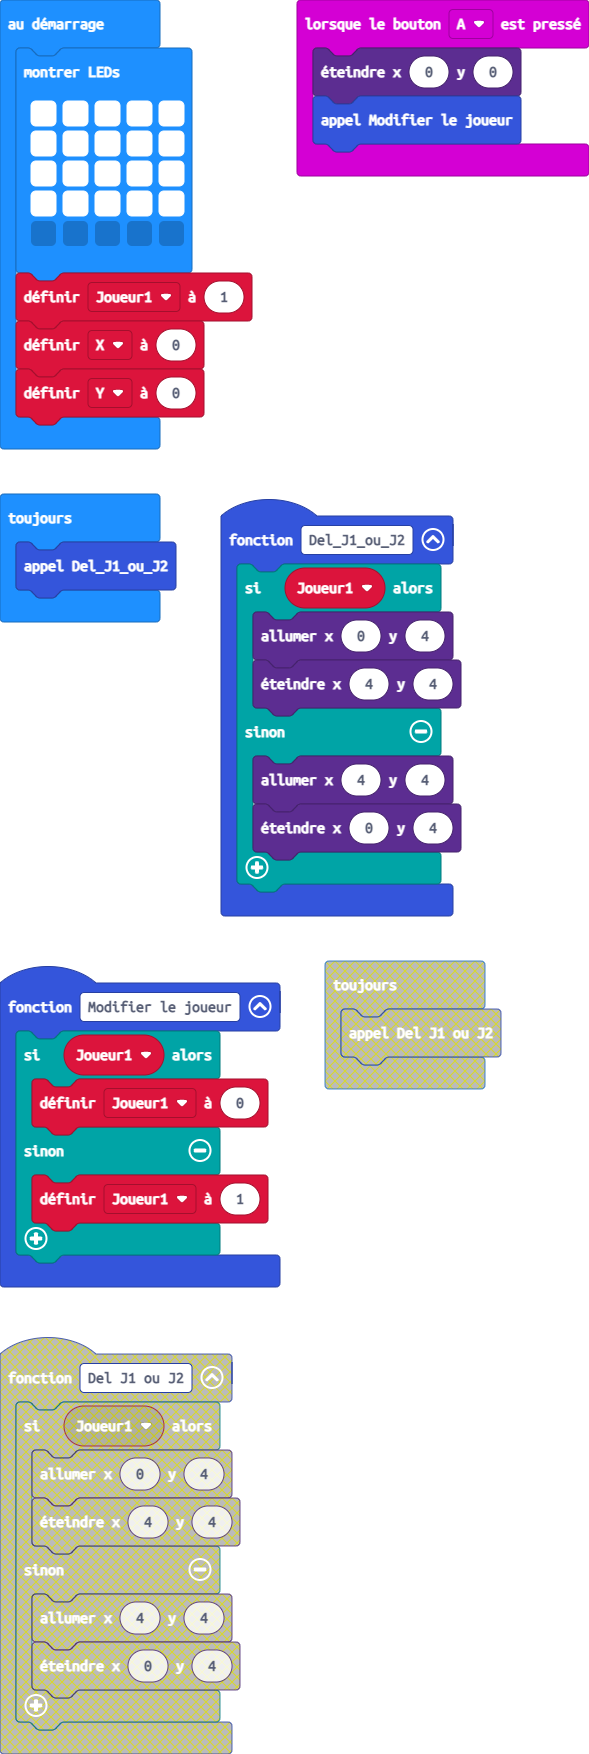 au démarrage
montrer LEDs
définir Joueur1 à 1
définir X à 0
définir Y à 0
lorsque le bouton A est pressé
éteindre x 0 y 0
appel Modifier le joueur
toujours
appel Del_J1_ou_J2
fonction Del_J1_ou_J2
si Joueur1 alors
allumer x 0 y 4
éteindre x 4 y 4
sinon
allumer x 4 y 4
éteindre x 0 y 4
fonction Modifier le joueur
si Joueur1 alors
définir Joueur1 à 0
sinon
définir Joueur1 à 1
toujours
appel Del J1 ou J2
fonction Del J1 ou J2
si Joueur1 alors
allumer x 0 y 4
éteindre x 4 y 4
sinon
allumer x 4 y 4
éteindre x 0 y 4